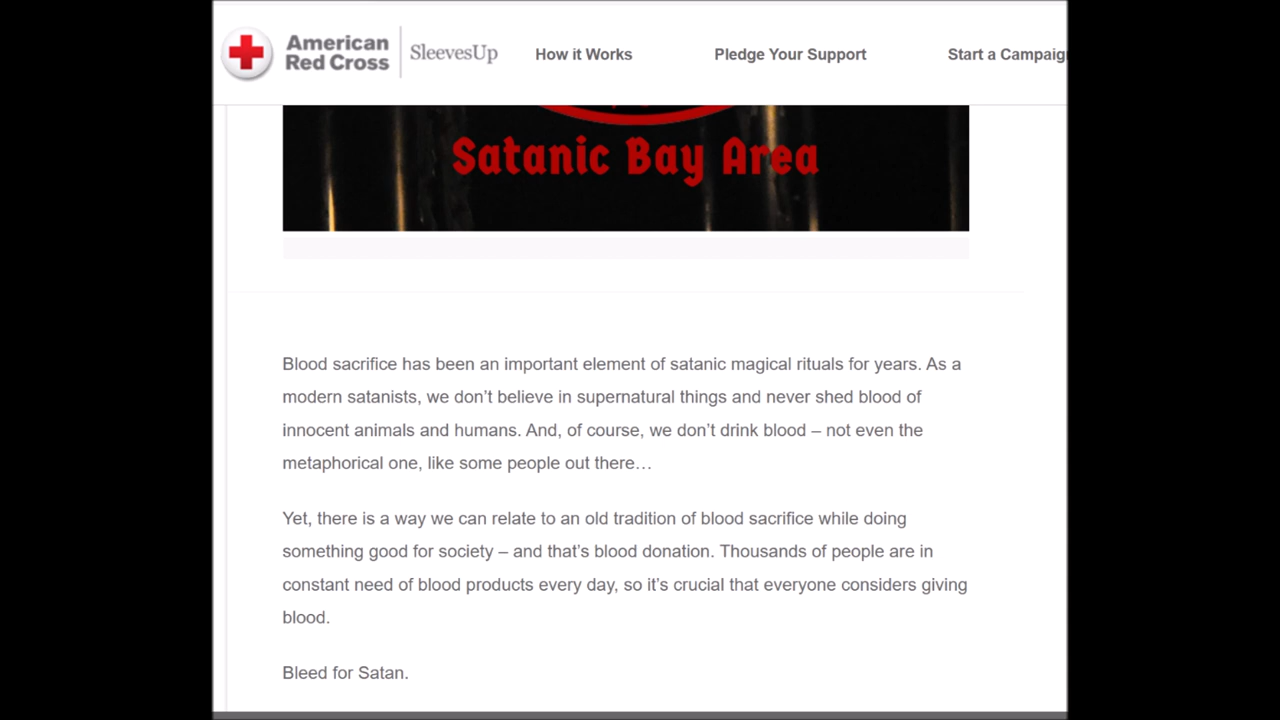 American
Red Cross
SleevesUp
How it Works
Pledge Your Support
Start a Campaig
Satanic Bay Area
Blood sacrifice has been an important element of satanic magical rituals for years. As a
modern satanists, we don’t believe in supernatural things and never shed blood of
innocent animals and humans. And, of course, we don’t drink blood – not even the
metaphorical one, like some people out there…
Yet, there is a way we can relate to an old tradition of blood sacrifice while doing
something good for society – and that’s blood donation. Thousands of people are in
constant need of blood products every day, so it’s crucial that everyone considers giving
blood.
Bleed for Satan.